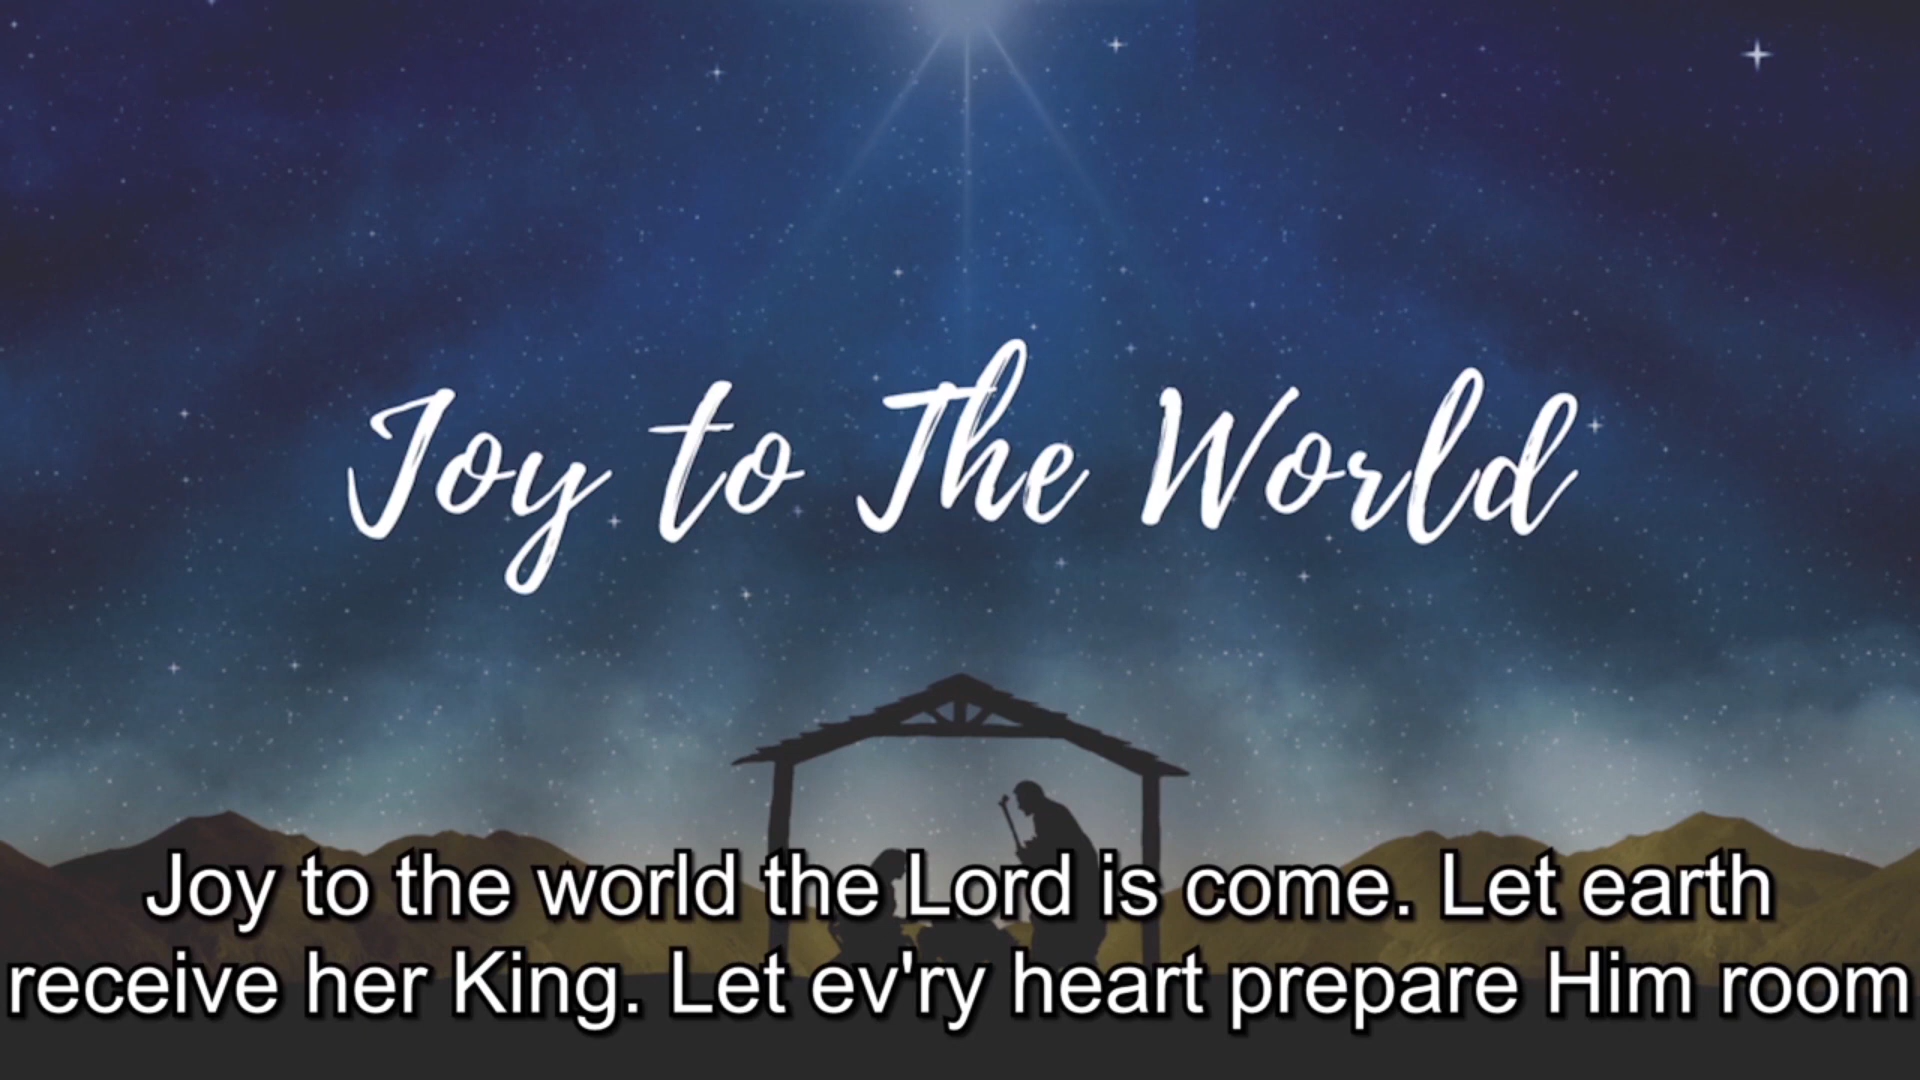 Joy to The World
Joy to the world the Lord is come. Let earth
receive her King. Let ev'ry heart prepare Him room